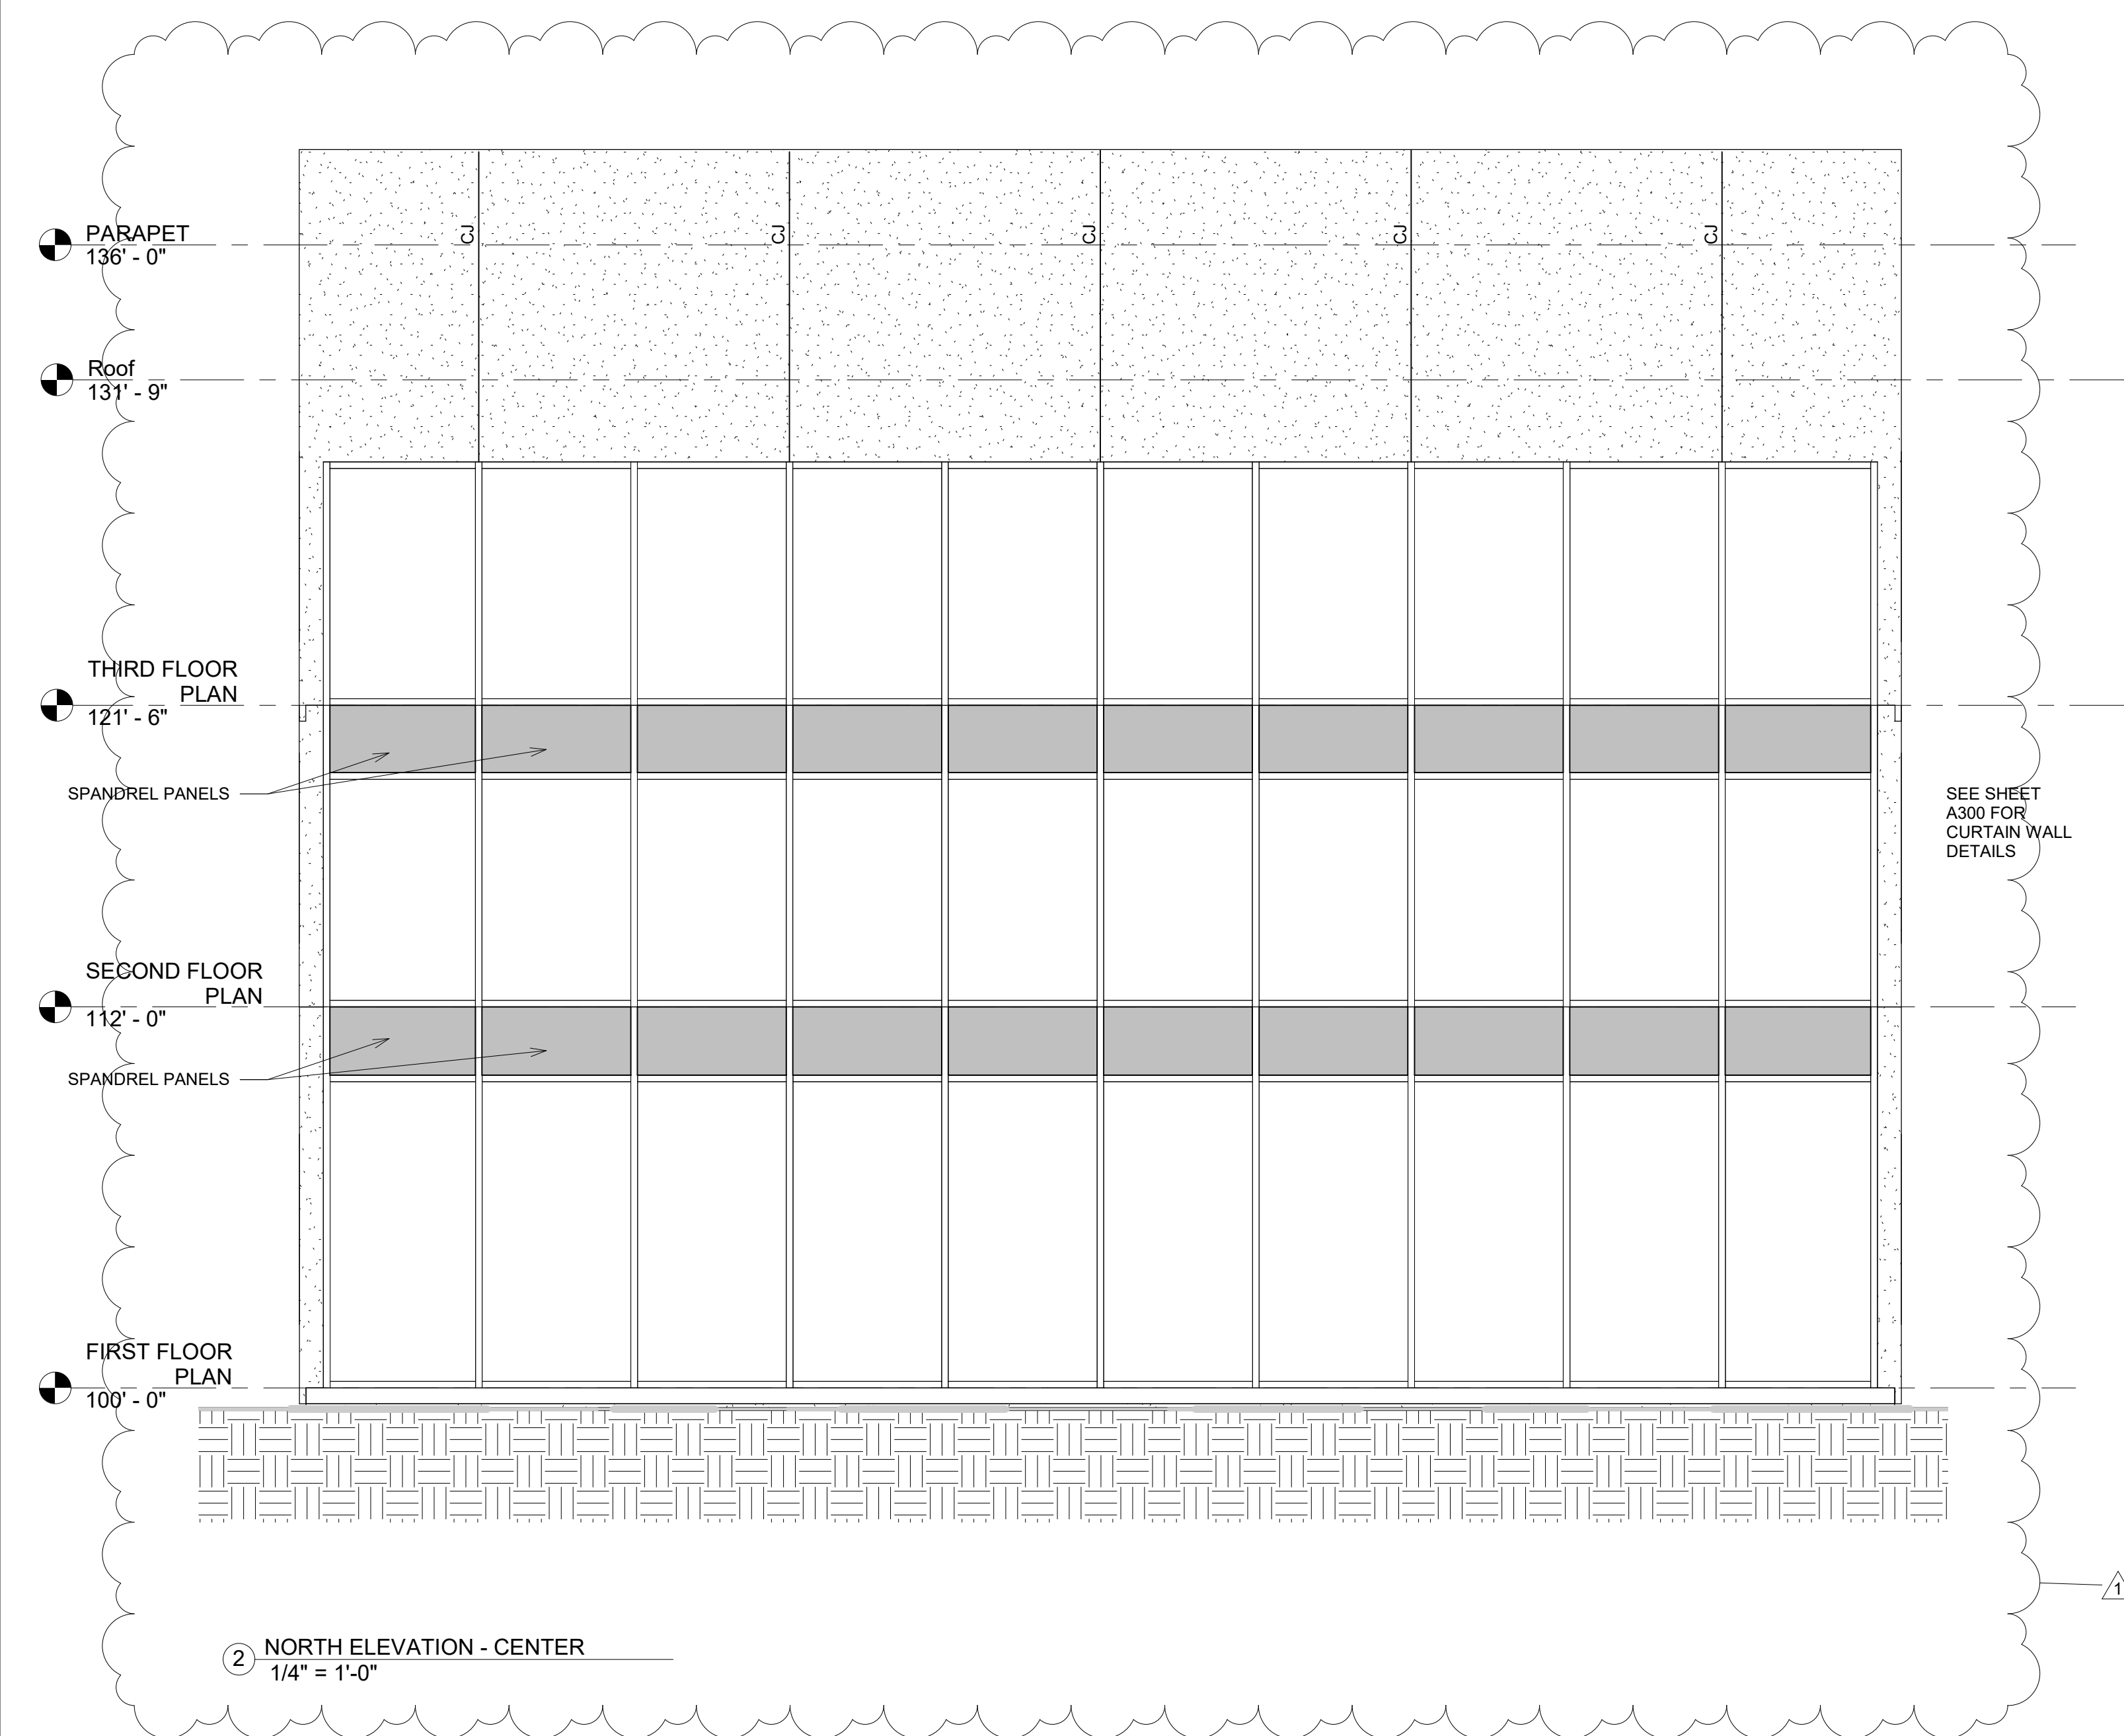 PARAPET
136' - 0"
CJ
CJ
CJ
CJ
CJ
Roof
131' - 9"
THIRD FLOOR
PLAN
121' - 6"
SPANDREL PANELS
SEE SHEET
A300 FOR
CURTAIN WALL
DETAILS
SECOND FLOOR
PLAN
112' - 0"
SPANDREL PANELS
FIRST FLOOR
PLAN
100' - 0"
1
2
NORTH ELEVATION - CENTER
1/4" = 1'-0"